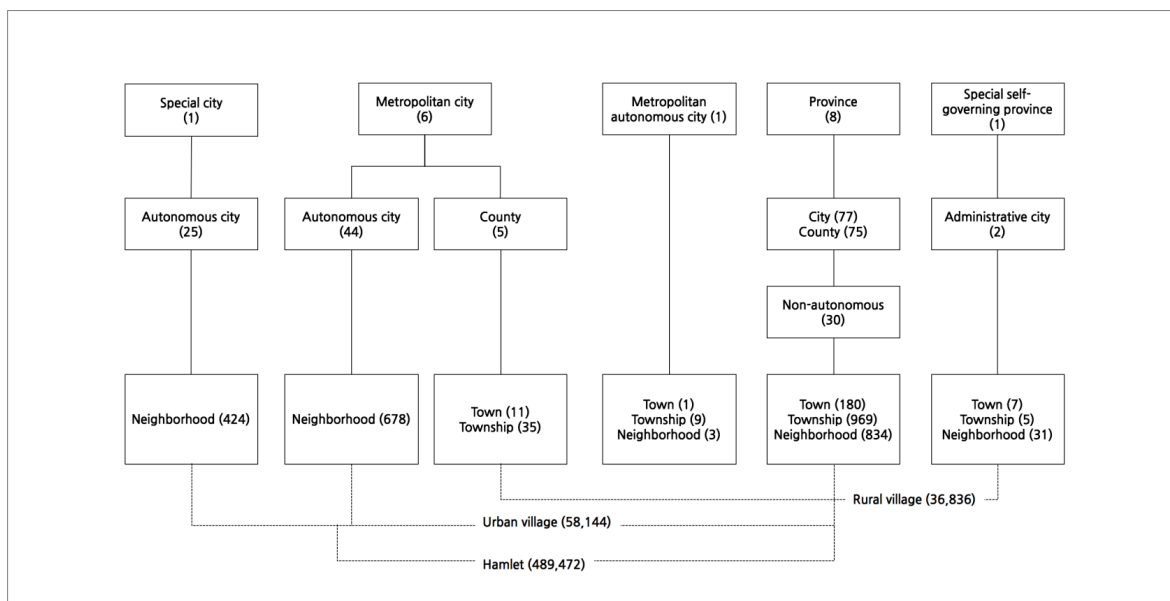 Special city
(1)
Metropolitan city
(6)
Metropolitan
autonomous city (1)
Province
(8)
Special self-
governing province
(1)
Autonomous city
(25)
Autonomous city
(44)
County
(5)
City (77)
County (75)
Administrative city
(2)
Non-autonomous
(30)
Neighborhood (424)
Neighborhood (678)
Town (11)
Township (35)
Town (1)
Township (9)
Neighborhood (3)
Town (180)
Township (969)
Neighborhood (834)
Town (7)
Township (5)
Neighborhood (31)
Rural village (36,836)
Urban village (58,144)
Hamlet (489,472)